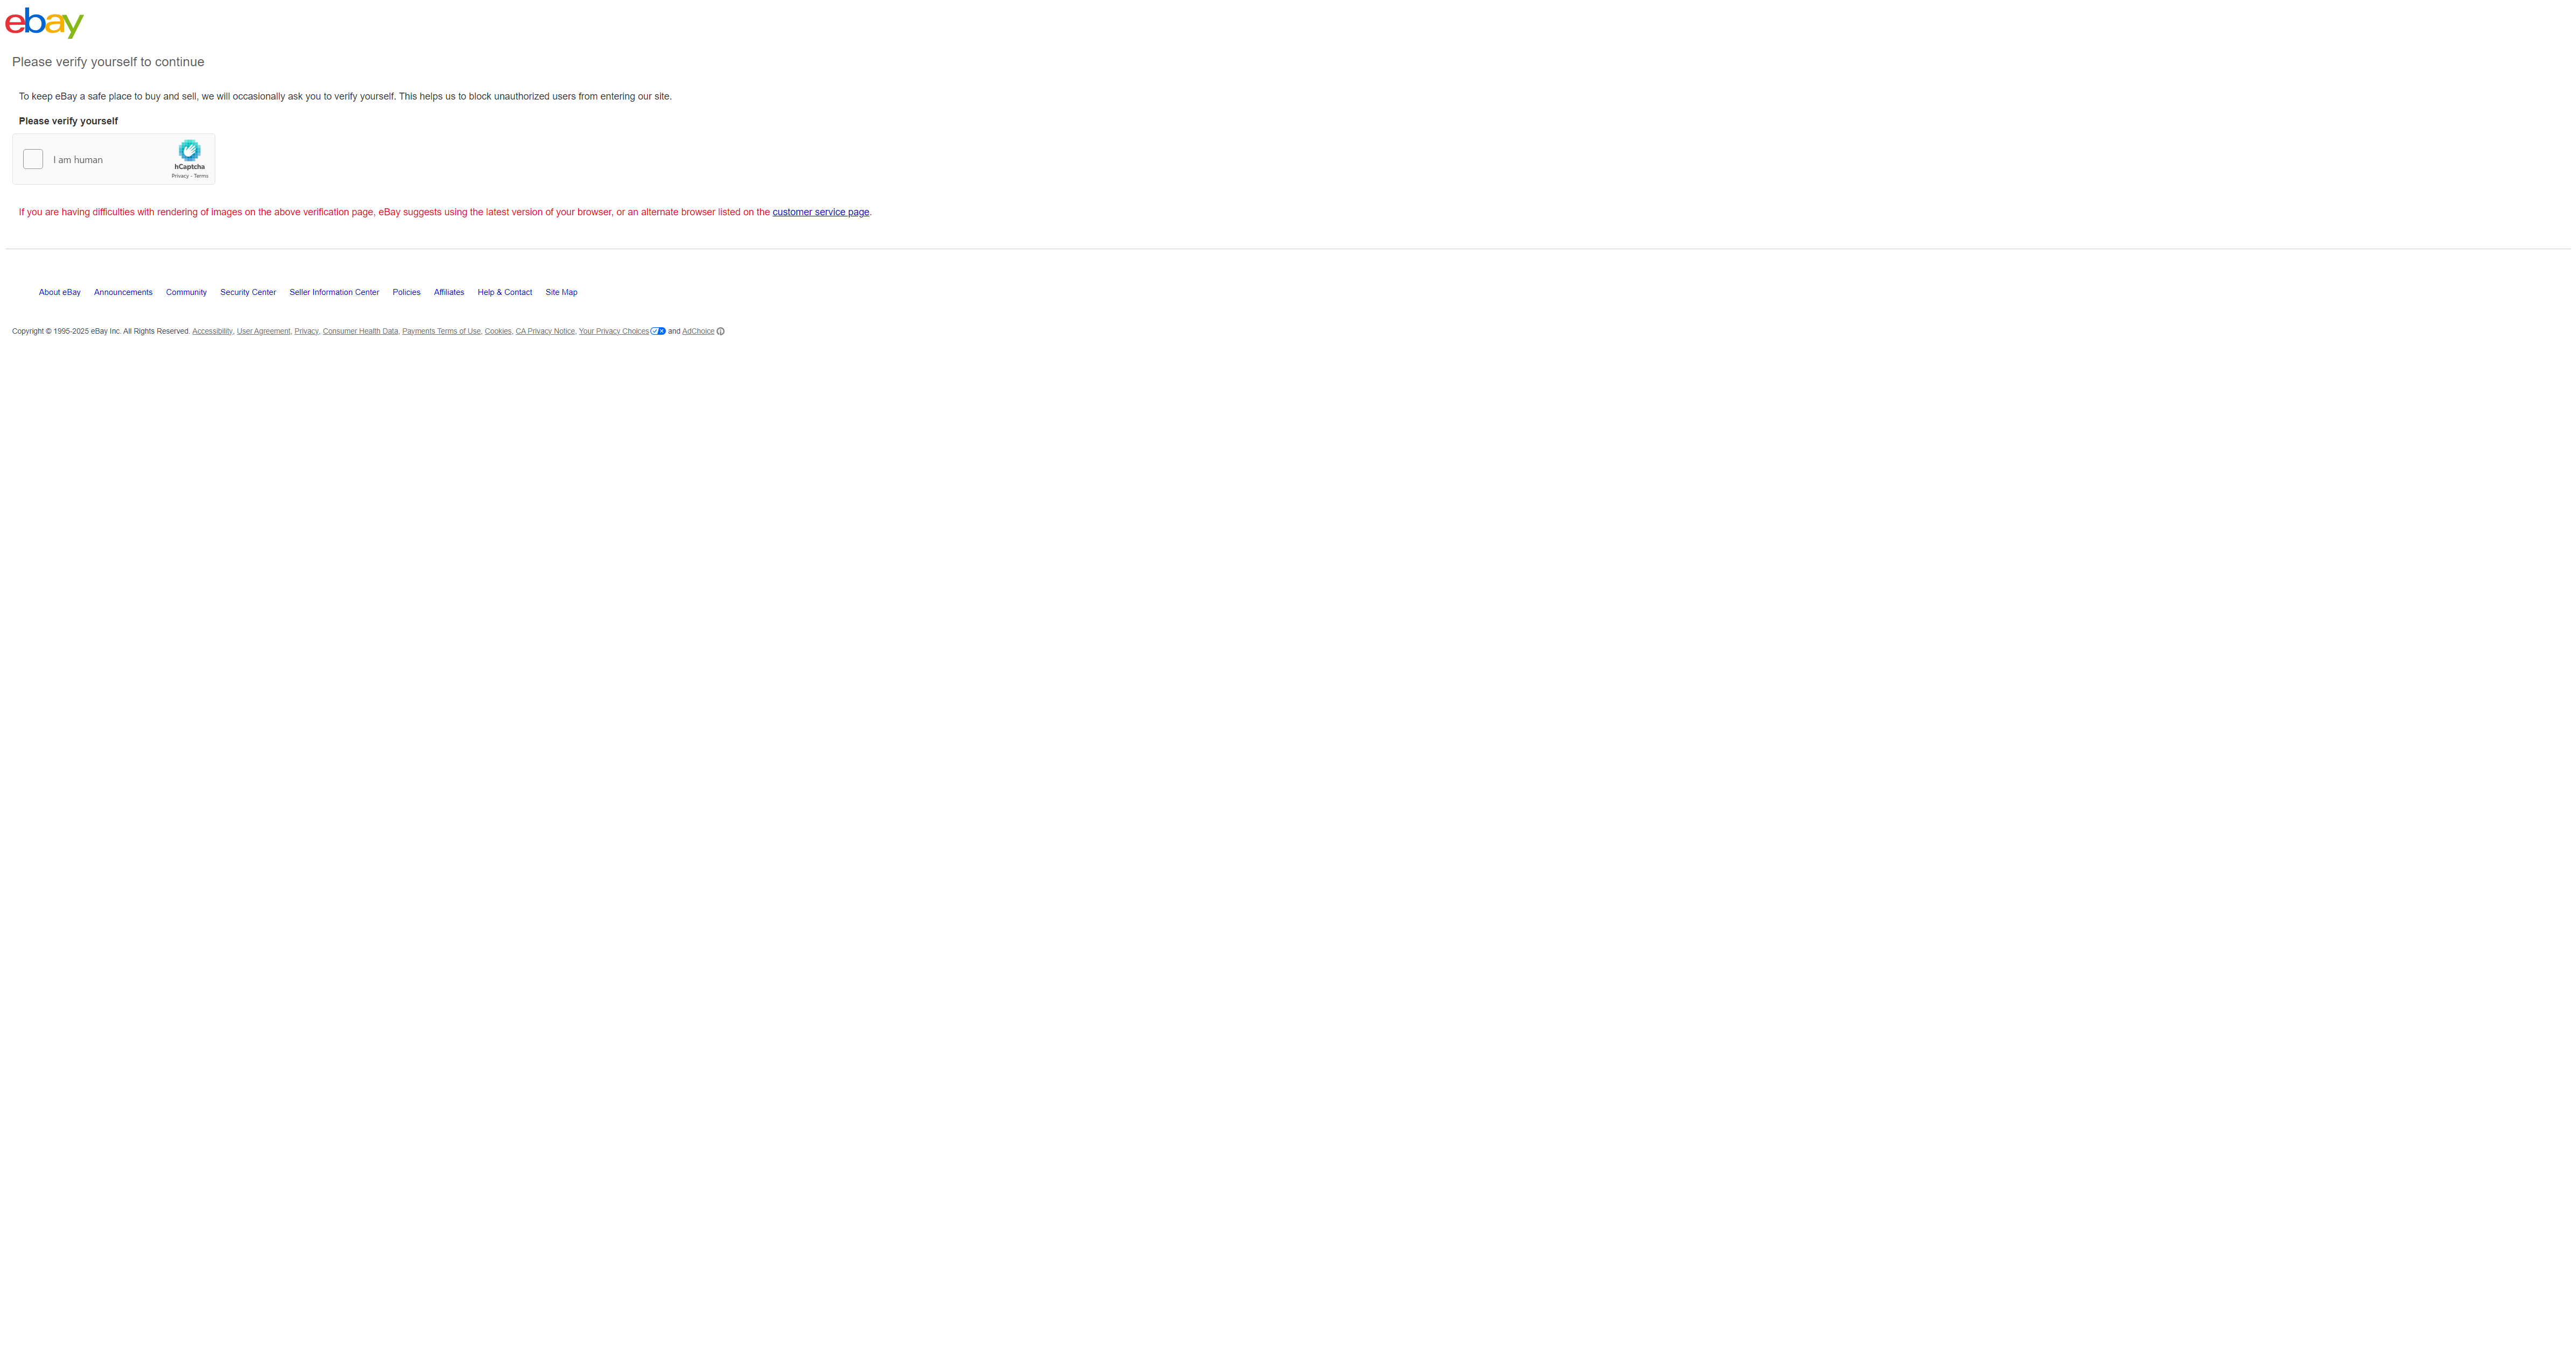 ebay
Please verify yourself to continue
To keep eBay a safe place to buy and sell, we will occasionally ask you to verify yourself. This helps us to block unauthorized users from entering our site.
Please verify yourself
I am human
hCaptcha
Privacy - Terms
If you are having difficulties with rendering of images on the above verification page, eBay suggests using the latest version of your browser, or an alternate browser listed on the customer service page.
About eBay Announcements Community Security Center Seller Information Center Policies Affiliates Help & Contact Site Map
Copyright © 1995-2025 eBay Inc. All Rights Reserved. Accessibility, User Agreement, Privacy, Consumer Health Data, Payments Terms of Use, Cookies, CA Privacy Notice, Your Privacy Choices and AdChoice